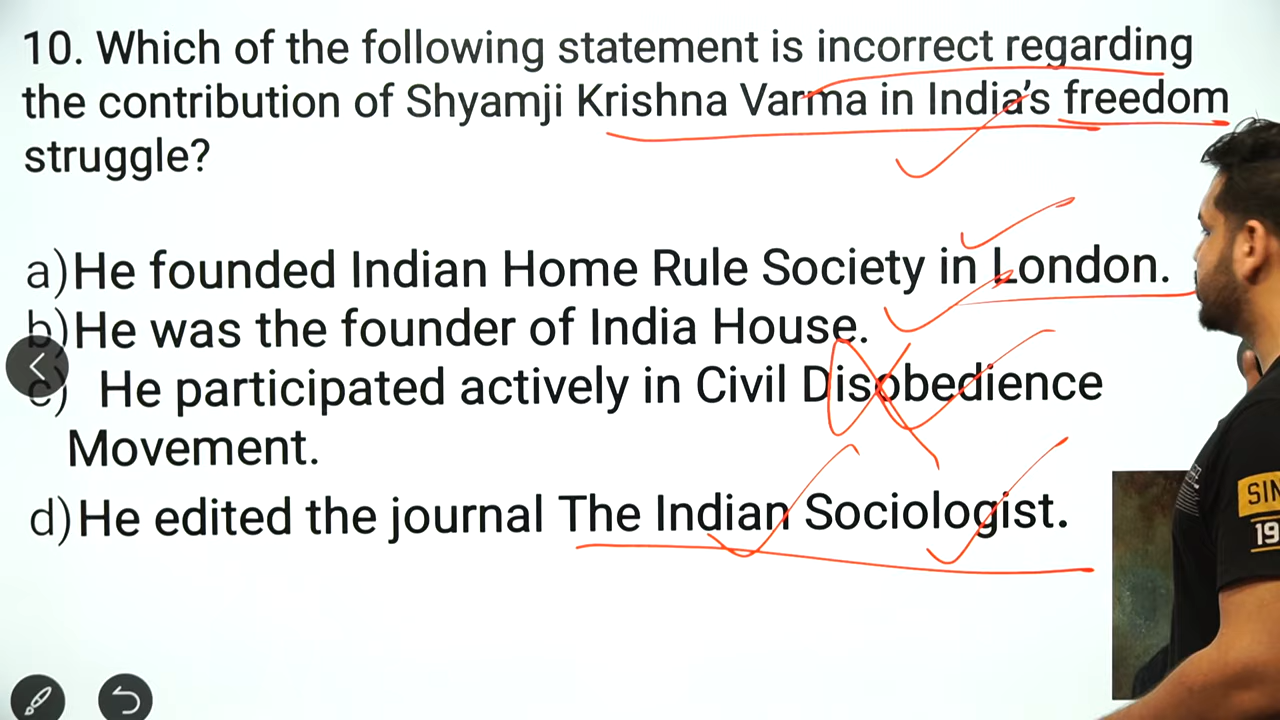 10. Which of the following statement is incorrect regarding
the contribution of Shyamji Krishna Varma in India's freedom
struggle?
a)He founded Indian Home Rule Society in London.
b)He was the founder of India House.
c) He participated actively in Civil Disobedience
Movement.
d)He edited the journal The Indian Sociologist.
SIN
19